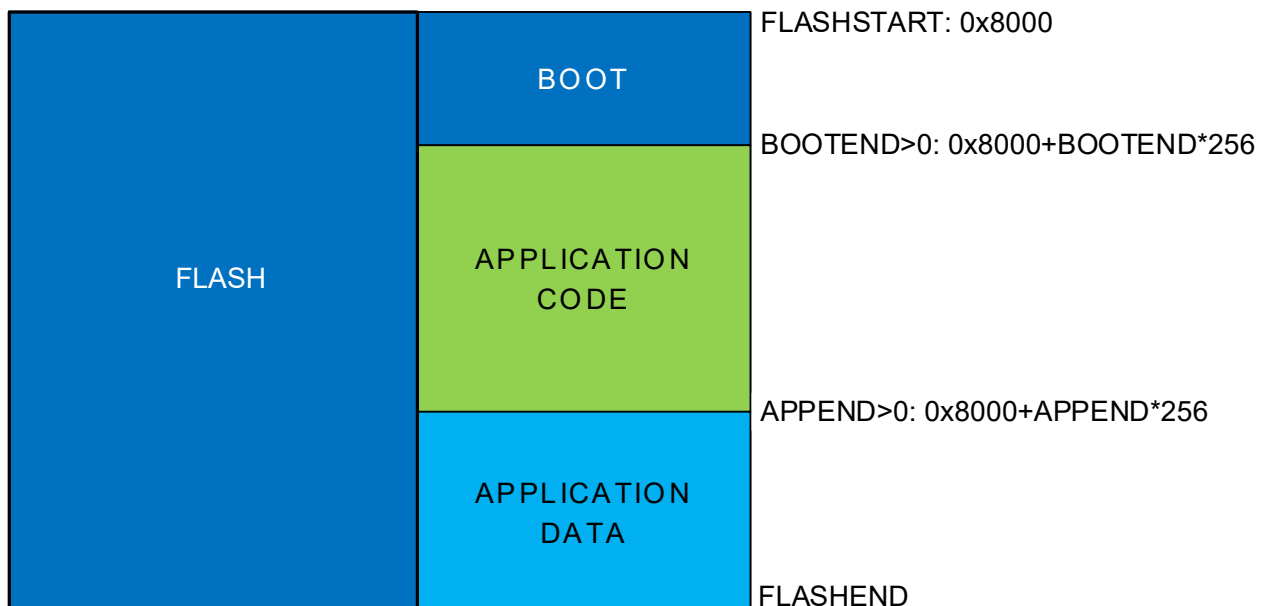 FLASHSTART: 0x8000
BOOT
BOOTEND>0: 0x8000+BOOTEND*256
FLASH
APPLICATION
CODE
APPEND>0: 0x8000+APPEND*256
APPLICATION
DATA
FLASHEND